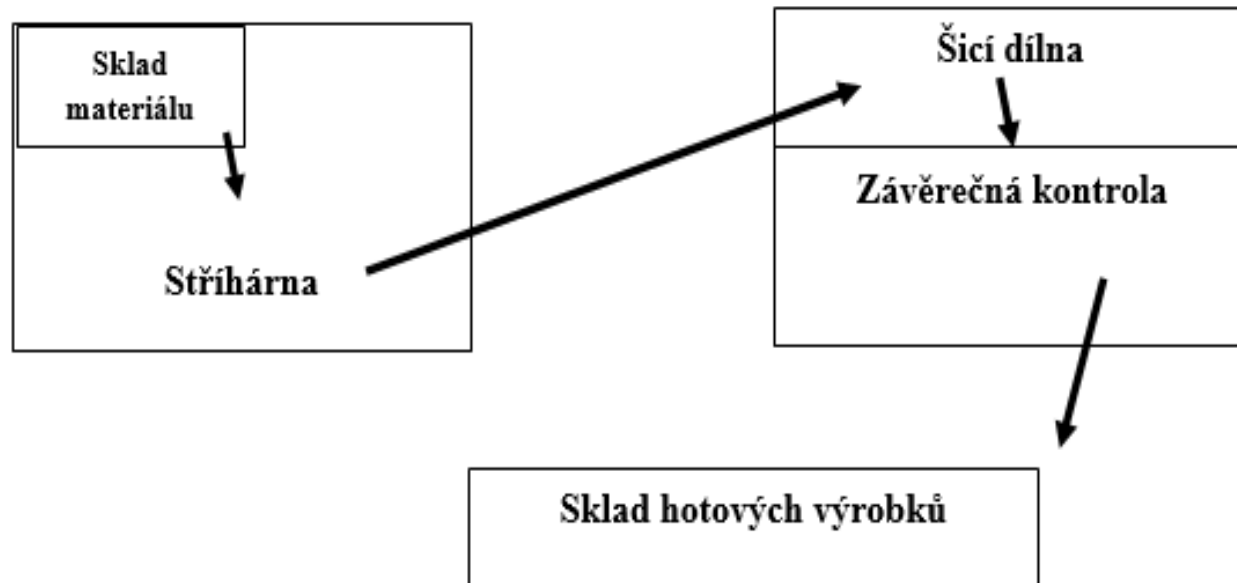 Sklad
materiálu
Stříhárna
Šicí dílna
Závěrečná kontrola
Sklad hotových výrobků